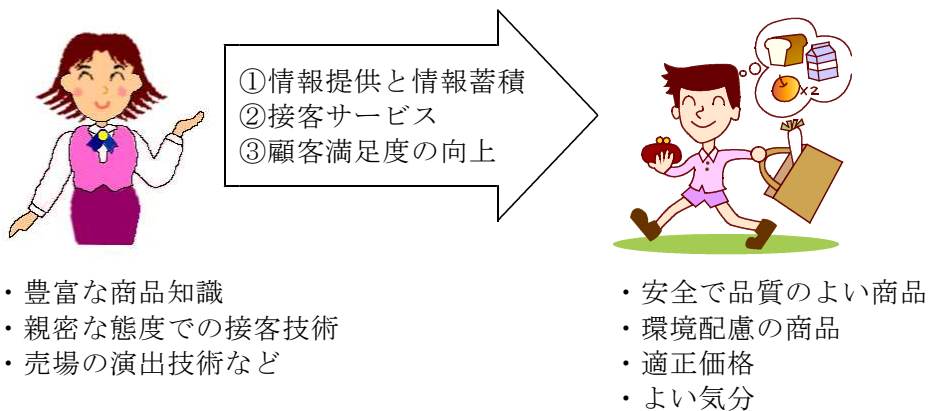 ①情報提供と情報蓄積
②接客サービス
③顧客満足度の向上
×2
・豊富な商品知識
・親密な態度での接客技術
・売場の演出技術など
・安全で品質のよい商品
・環境配慮の商品
・適正価格
・よい気分